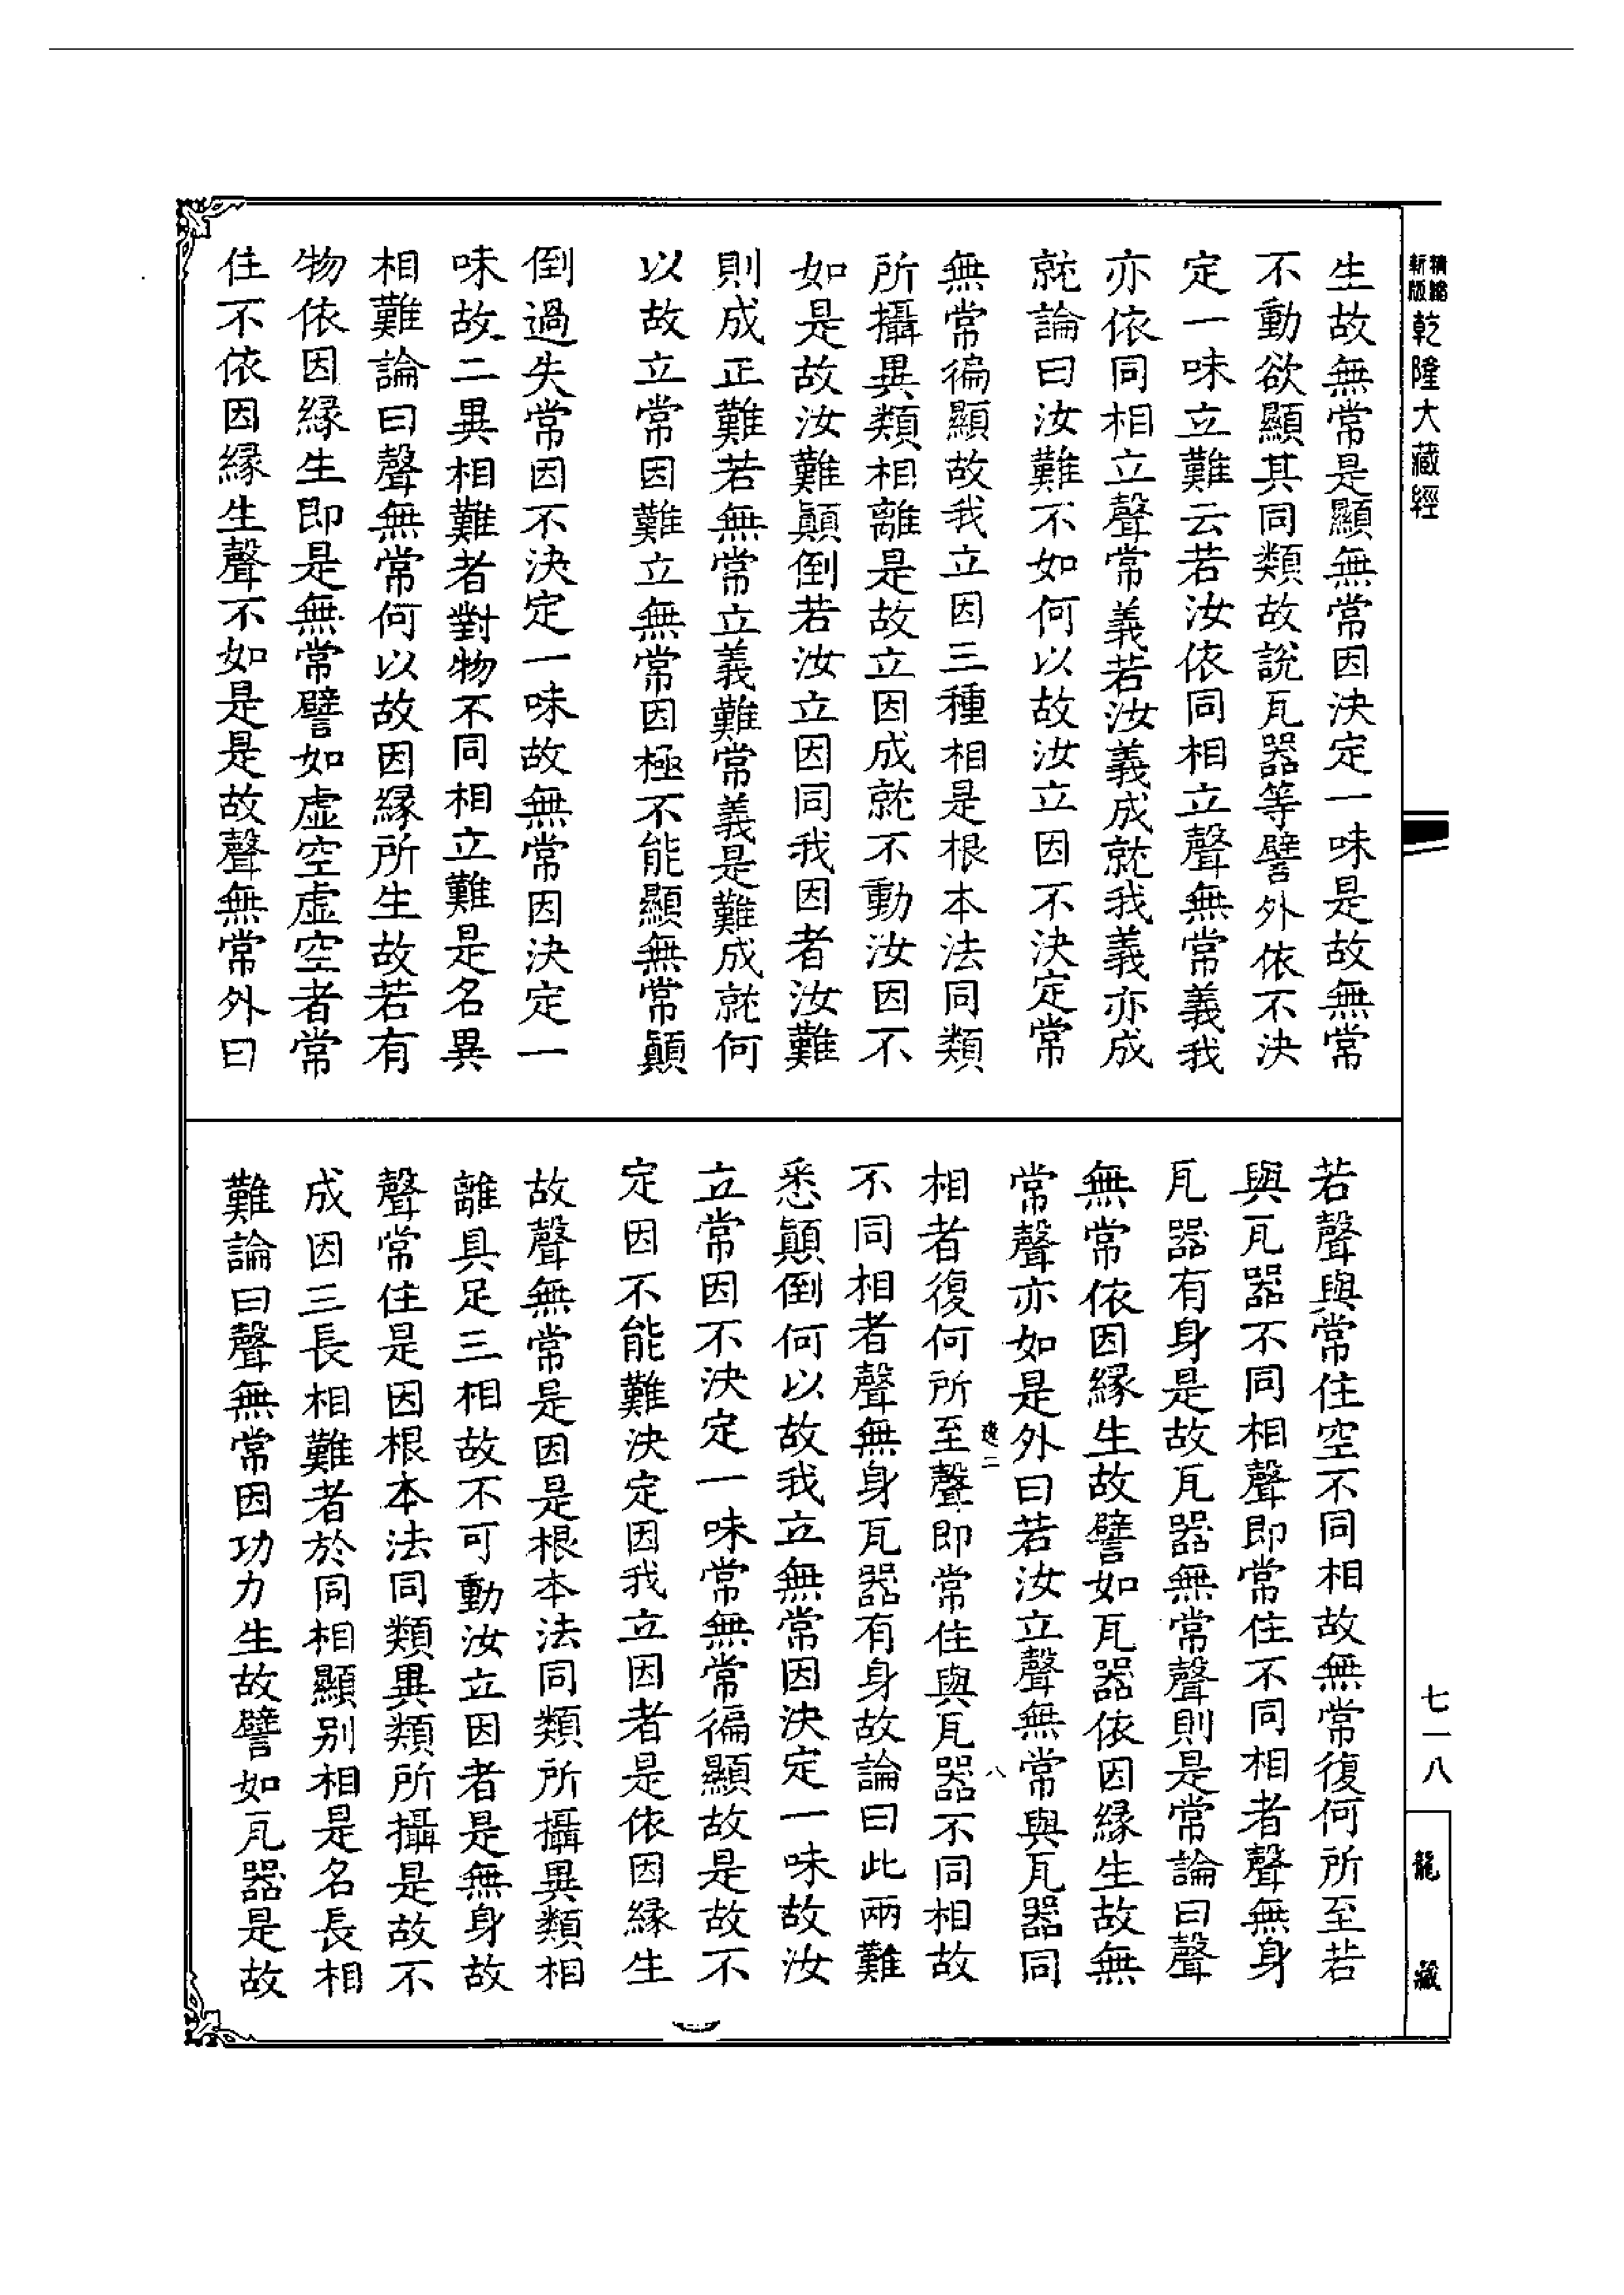 精縮新版乾隆大藏經
生故無常是顯無常因決定一味是故無常
不動欲顯其同類故說瓦器等譬外依不決
定一味立難云若汝依同相立聲無常義我
亦依同相立聲常義若汝義成就我義亦成
就論曰汝難不如何以故汝立因不決定常
無常徧顯故我立因三種相是根本法同類
所攝異類相離是故立因成就不動汝因不
如是故汝難顛倒若汝立因同我因者汝難
則成正難若無常立義難常義是難成就何
以故立常因難立無常因極不能顯無常顛
倒過失常因不決定一味故無常因決定一
味故二異相難者對物不同相立難是名異
相難論曰聲無常何以故因緣所生故若有
物依因緣生即是無常譬如虛空虛空者常
住不依因緣生聲不如是是故聲無常外曰
若聲與常住空不同相故無常復何所至若
與瓦器不同相聲即常住不同相者聲無身
瓦器有身是故瓦器無常聲則是常論曰聲
無常依因緣生故譬如瓦器依因緣生故無
常聲亦如是外曰若汝立聲無常與瓦器同
逵二
八
相者復何所至聲即常住與瓦器不同相故
不同相者聲無身瓦器有身故論曰此兩難
悉顛倒何以故我立無常因決定一味故汝
立常因不決定一味常無常徧顯故是故不
定因不能難決定因我立因者是依因緣生
故聲無常是因是根本法同類所攝異類相
離具足三相故不可動汝立因者是無身故
聲常住是因根本法同類異類所攝是故不
成因三長相難者於同相顯別相是名長相
難論曰聲無常因功力生故譬如瓦器是故
七一八
龍藏